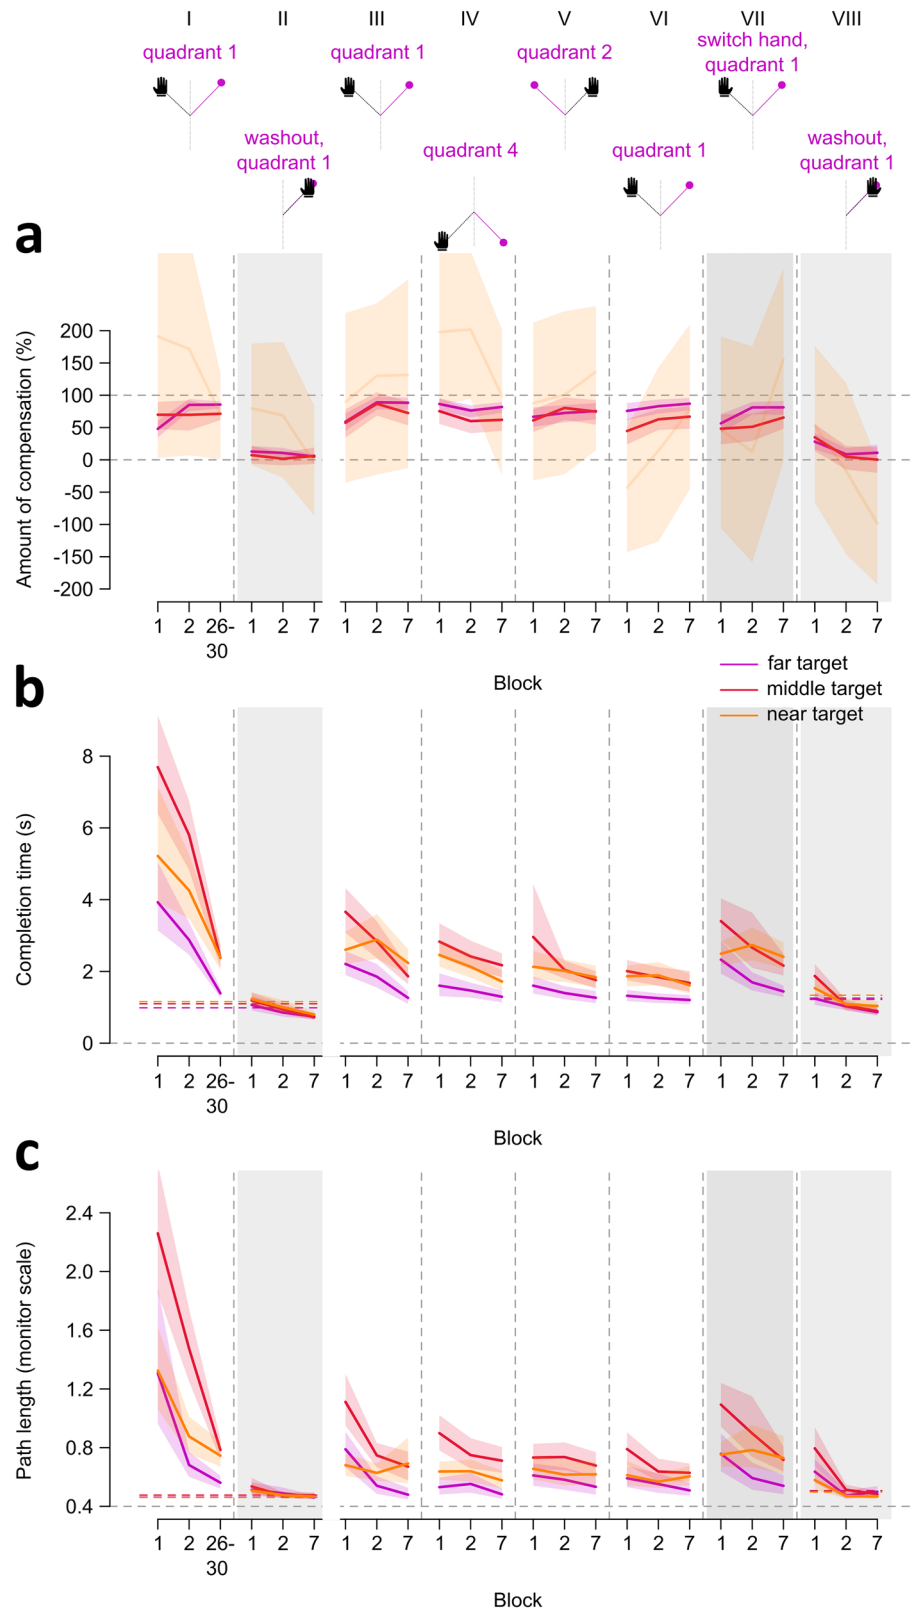 I II III IV V VI VII VIII
quadrant 1 quadrant 1 quadrant 2 switch hand,
quadrant 1
washout,
quadrant 1 quadrant 4 quadrant 1 washout,
quadrant 1
a
Amount of compensation (%)
200
150
100
50
0
-50
-100
-150
-200
1 2 26- 1 2 7 1 2 7 1 2 7 1 2 7 1 2 7 1 2 7 1 2 7
30
Block
far target
middle target
near target
b
Completion time (s)
8
6
4
2
0
1 2 26- 1 2 7 1 2 7 1 2 7 1 2 7 1 2 7 1 2 7 1 2 7
30
Block
c
Path length (monitor scale)
2.4
2.0
1.6
1.2
0.8
0.4
1 2 26- 1 2 7 1 2 7 1 2 7 1 2 7 1 2 7 1 2 7 1 2 7
30
Block